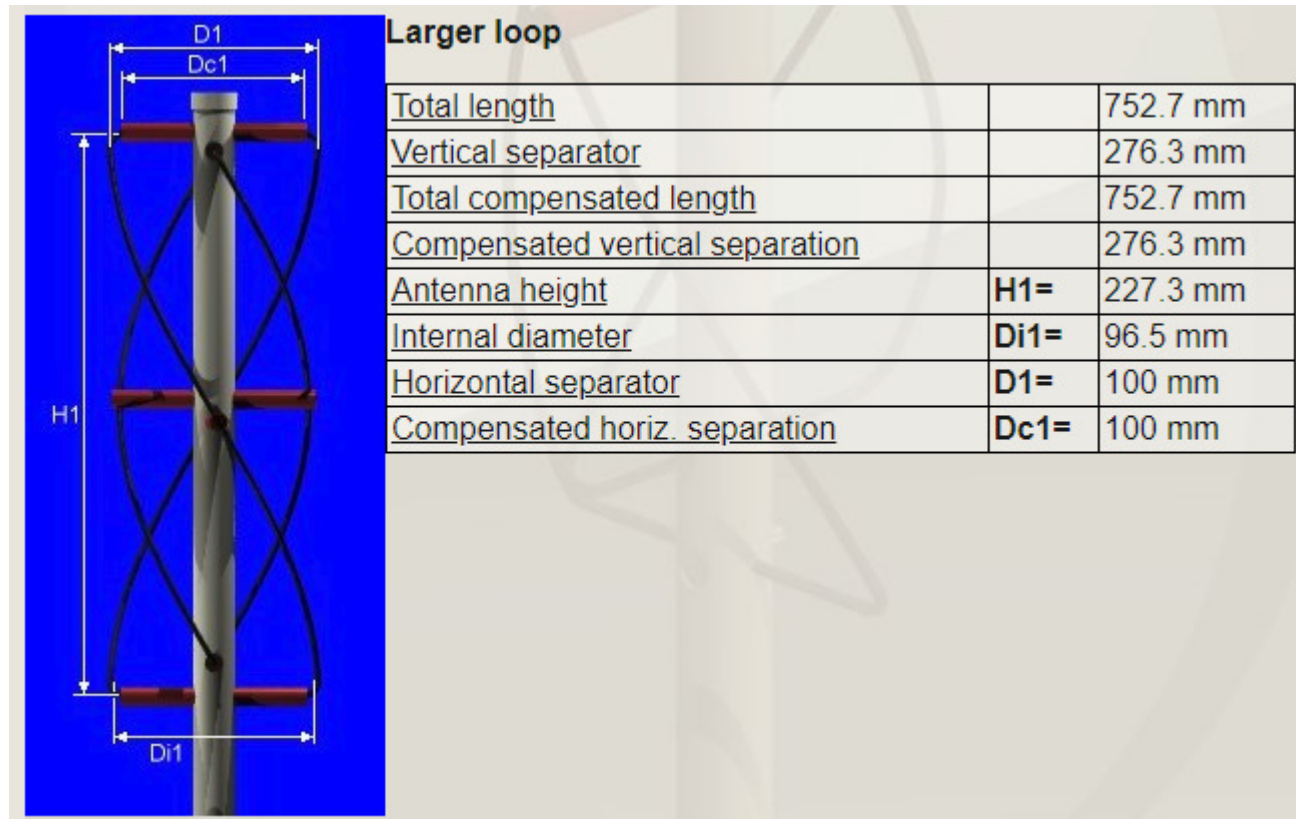 D1
Dc1
H1
Di1
Larger loop
Total length 752.7 mm
Vertical separator 276.3 mm
Total compensated length 752.7 mm
Compensated vertical separation 276.3 mm
Antenna height H1= 227.3 mm
Internal diameter Di1= 96.5 mm
Horizontal separator D1= 100 mm
Compensated horiz. separation Dc1= 100 mm